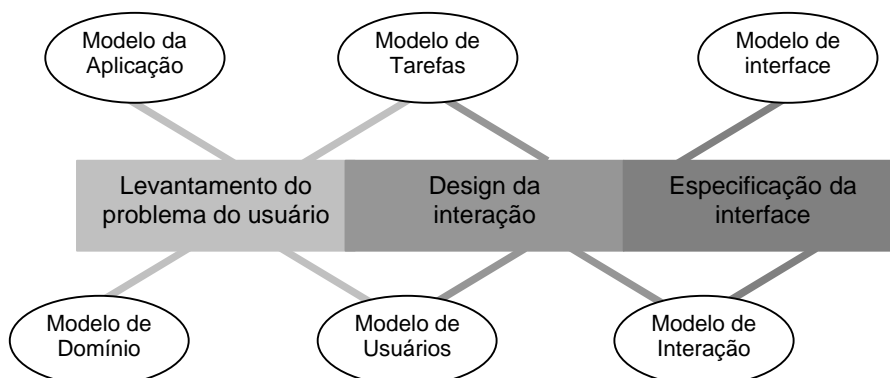 Modelo da
Aplicação
Modelo de
Tarefas
Modelo de
interface
Levantamento do
problema do usuário
Design da
interação
Especificação da
interface
Modelo de
Domínio
Modelo de
Usuários
Modelo de
Interação